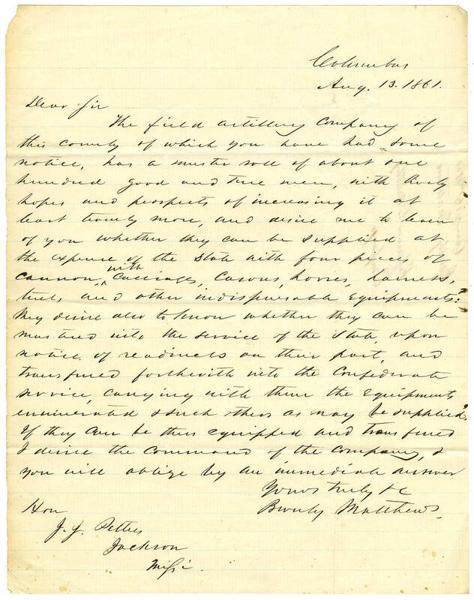 Columbus
Aug. 13. 1861.
Dear Sir
The field artillery company of
this county of which you have had some
notice, has a muster roll of about one
hundred good and true men, with
hopes and prospects of increasing it at
least twenty more, and desire me to learn
of you whether they can be supplied at
the expense of the State with four pieces of
cannon, with carriages, Casons, horses, harness,
and other indispensable equipments.
They desire also to know whether they can be
mustered into the service of the State, upon
notice of readiness on their part, and
transfered forthwith into the Confederate
service, carrying with them the equipments
enumerated & such others as may be supplied.
If they can be thus equipped and transfered
I desire the command of the company, &
you will oblige by an immediate answer
Yours truly &c
Matthews.
Hon
J. J. Pettus
Jackson
Missi.